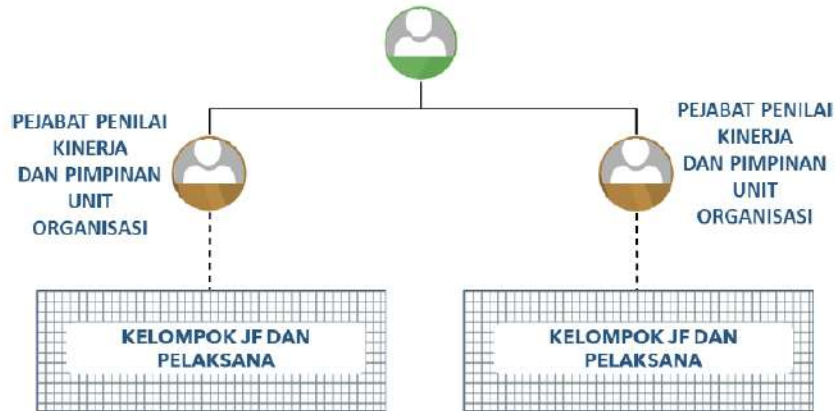 PEJABAT PENILAI
KINERJA
DAN PIMPINAN
UNIT
ORGANISASI
PEJABAT PENILAI
KINERJA
DAN PIMPINAN
UNIT
ORGANISASI
KELOMPOK JF DAN
PELAKSANA
KELOMPOK JF DAN
PELAKSANA